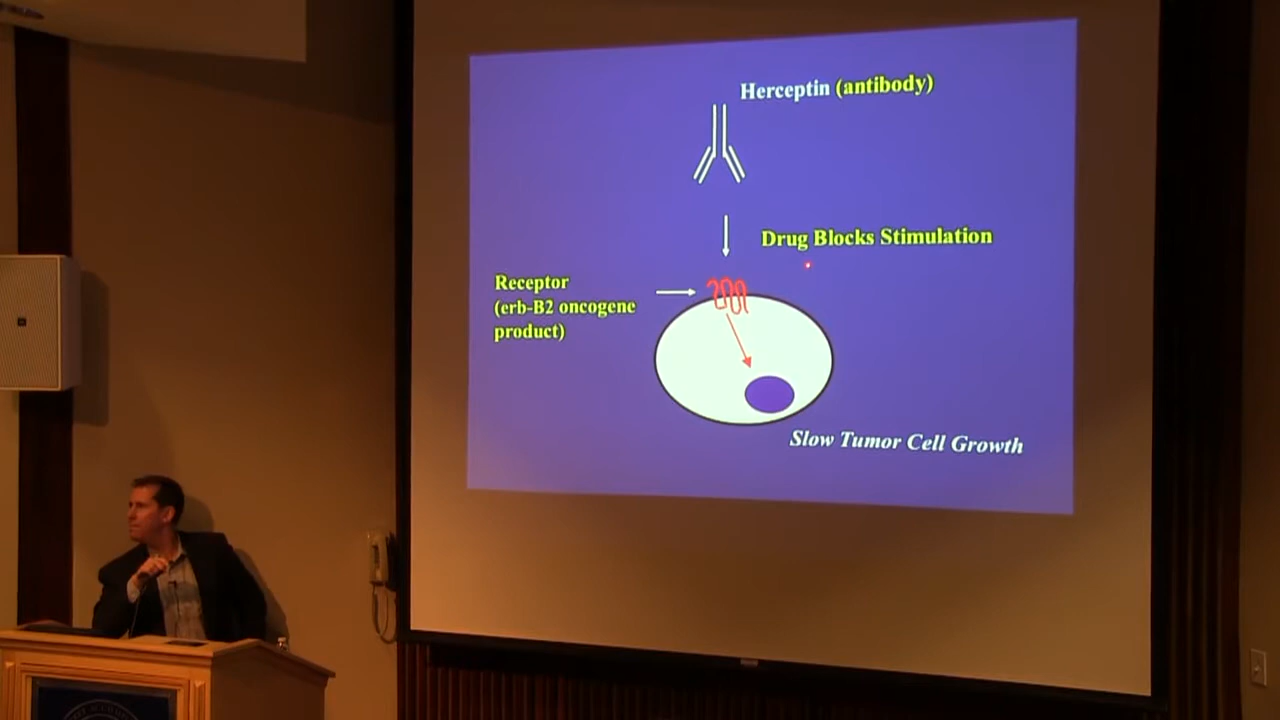 Herceptin (antibody)
Drug Blocks Stimulation
Receptor
(erb-B2 oncogene
product)
Slow Tumor Cell Growth